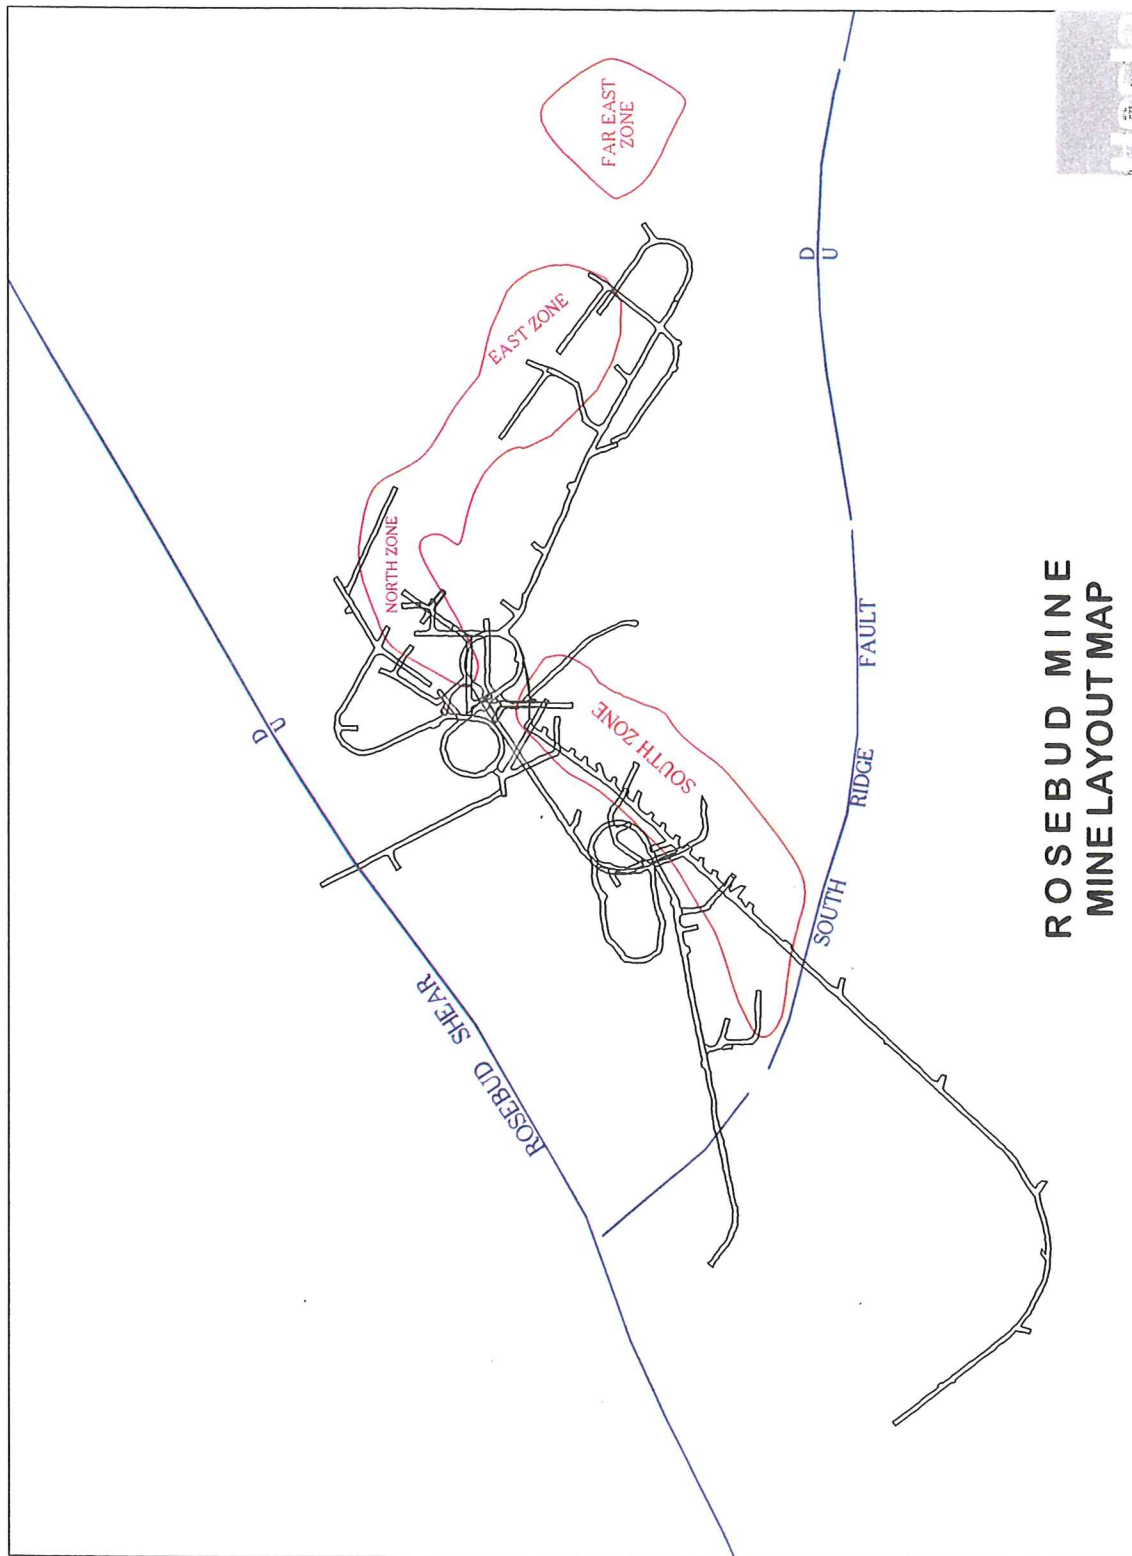 FAR EAST
ZONE
EAST ZONE
NORTH ZONE
SOUTH ZONE
D
U
D
U
ROSEBUD SHEAR
SOUTH RIDGE FAULT
ROSEBUD MINE
MINE LAYOUT MAP